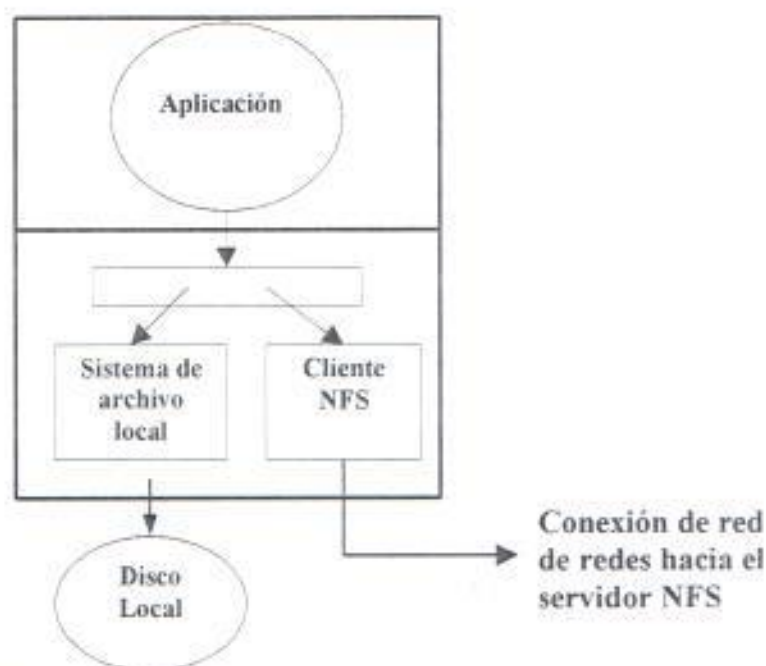 Aplicación
Sistema de
archivo
local
Cliente
NFS
Disco
Local
Conexión de red
de redes hacia el
servidor NFS